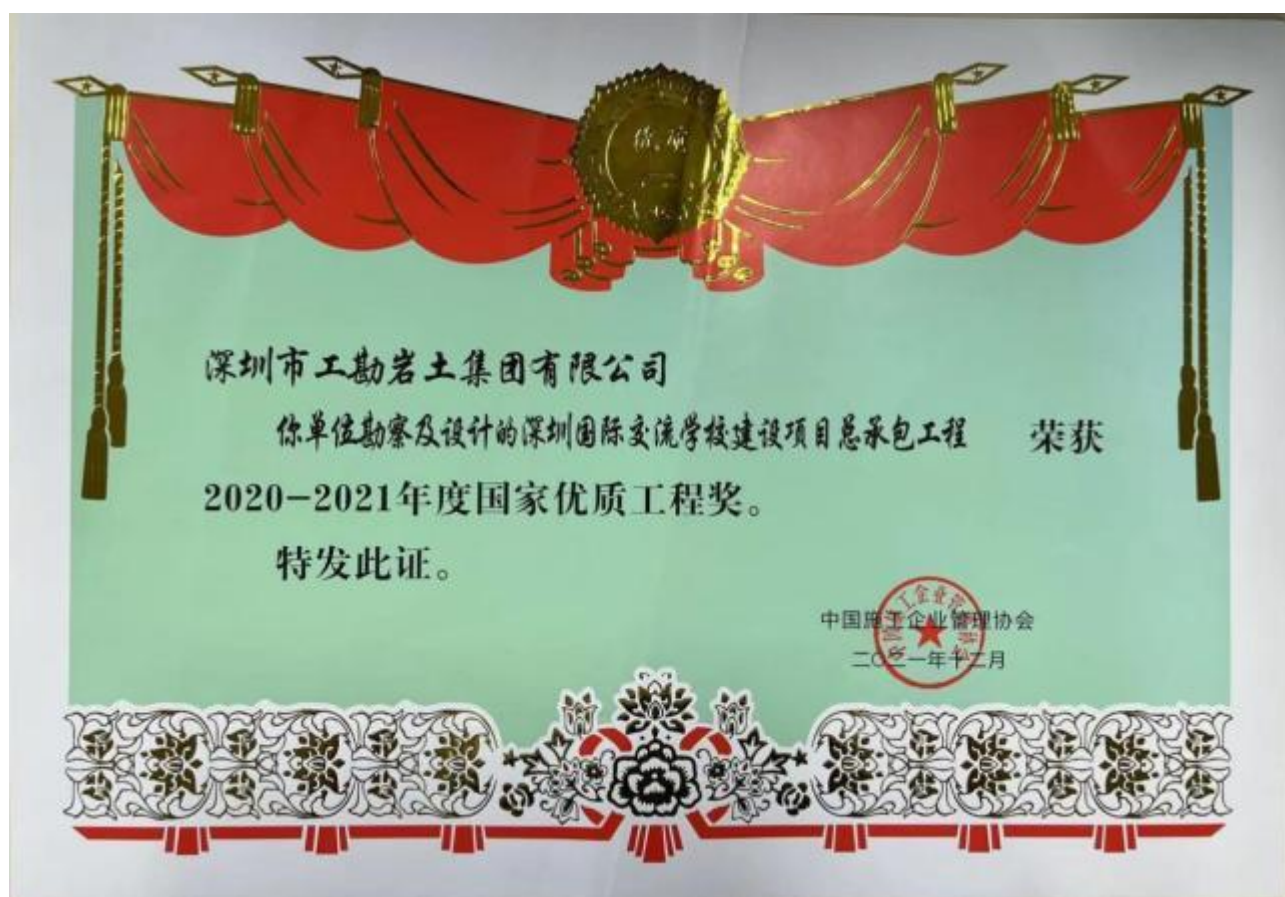 深圳市工勘岩土集团有限公司
你单位勘察及设计的深圳国际交流学校建设项目总承包工程 荣获
2020-2021年度国家优质工程奖。
特发此证。
中国施工企业管理协会
二〇二一年十二月